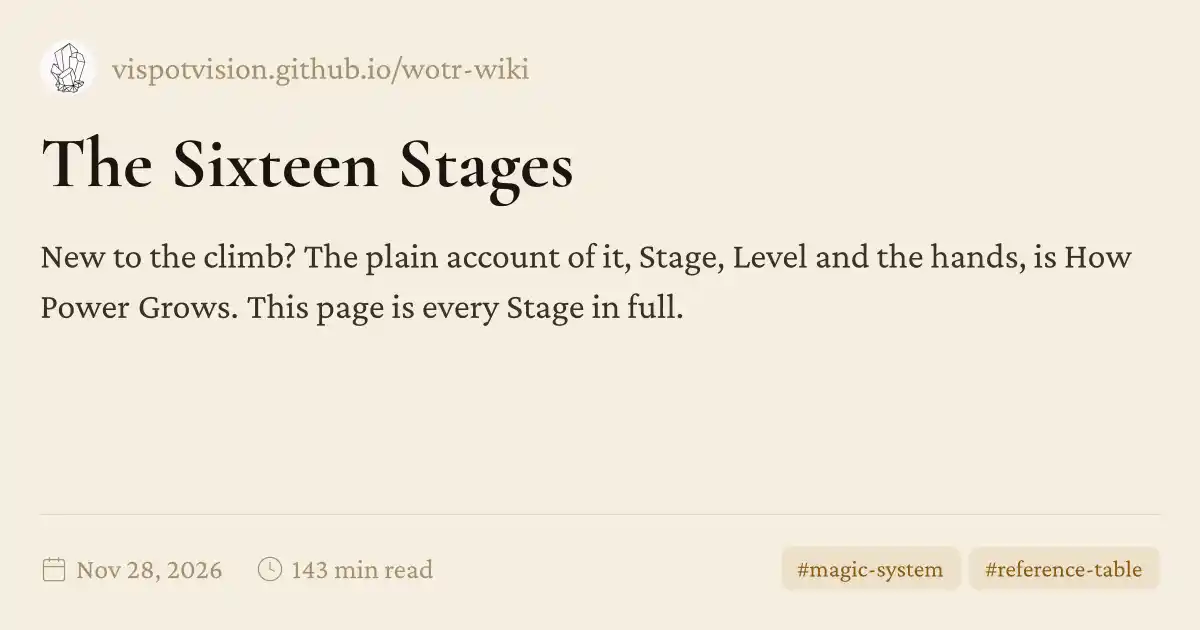 vispotvision.github.io/wotr-wiki
The Sixteen Stages
New to the climb? The plain account of it, Stage, Level and the hands, is How
Power Grows. This page is every Stage in full.
Nov 28, 2026
143 min read
#magic-system
#reference-table